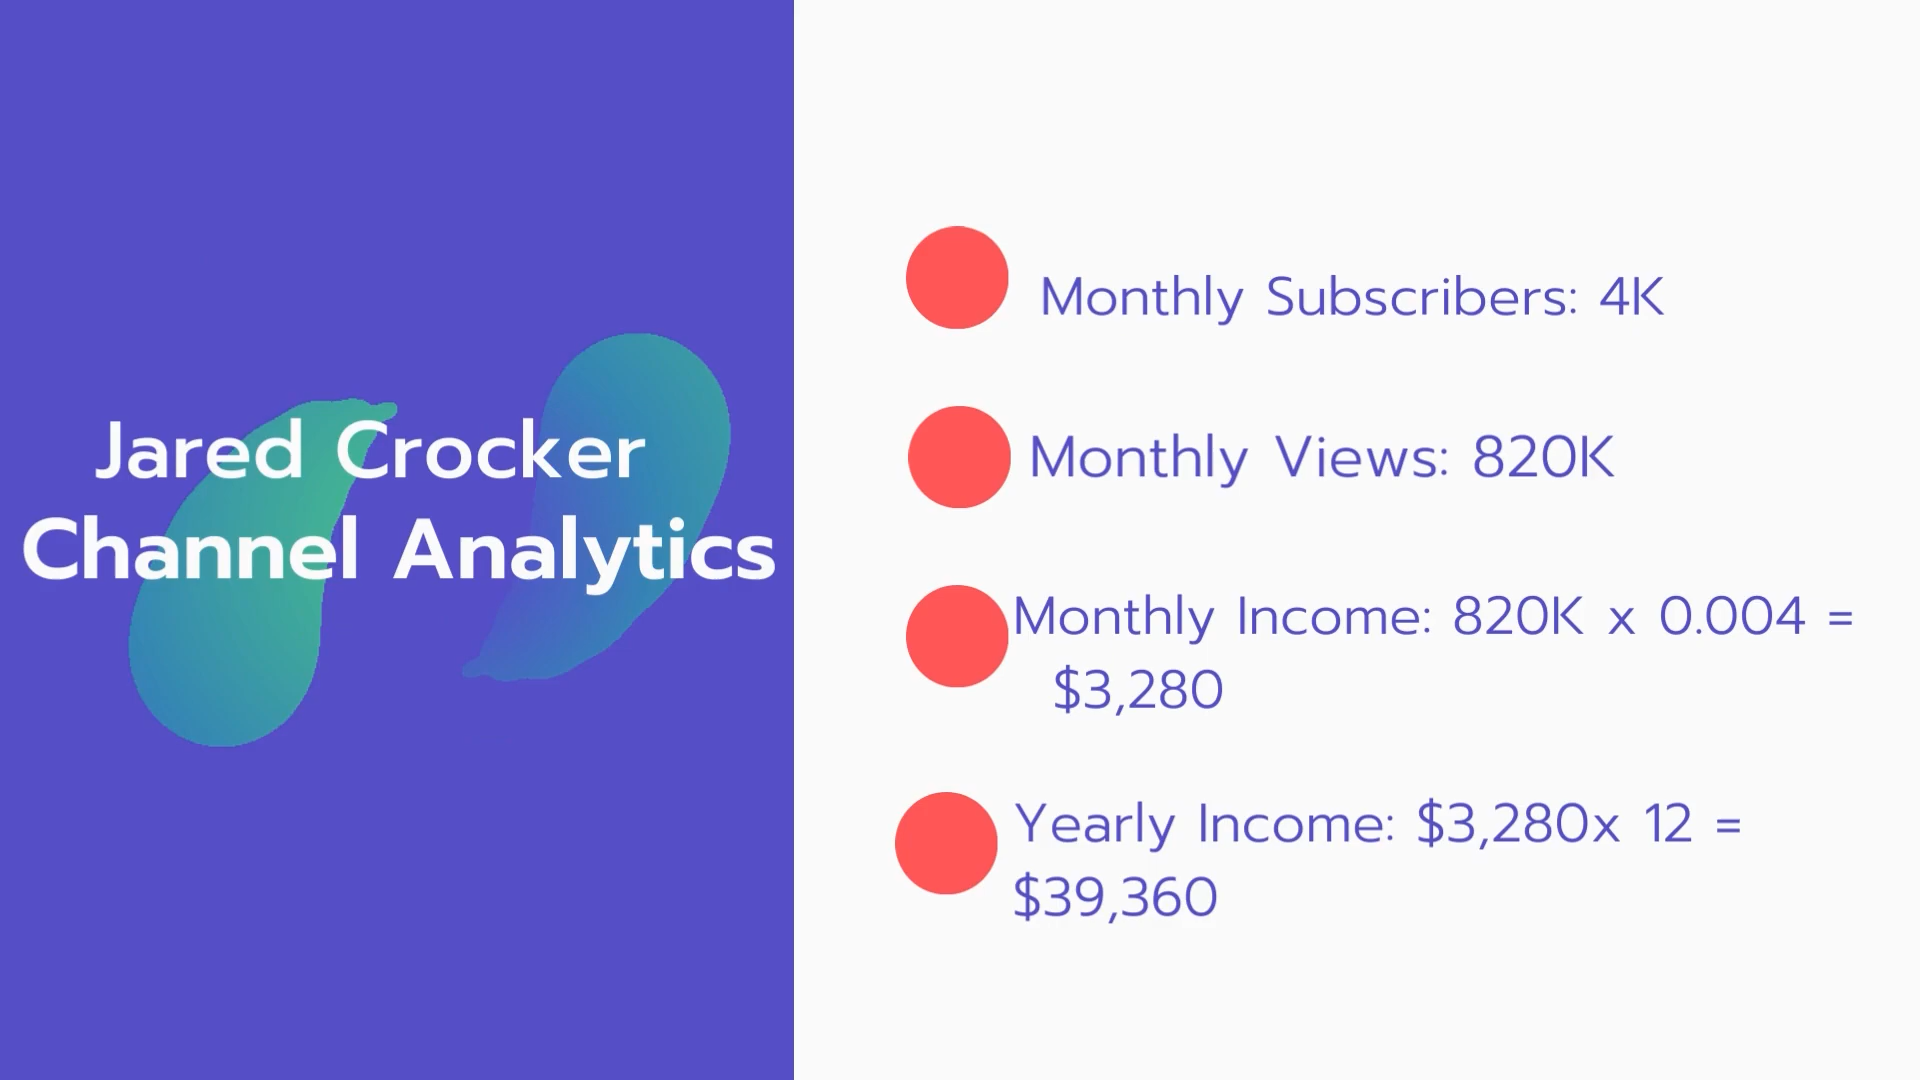 Jared Crocker
Channel Analytics
Monthly Subscribers: 4K
Monthly Views: 820K
Monthly Income: 820K x 0.004 =
$3,280
Yearly Income: $3,280x 12 =
$39,360